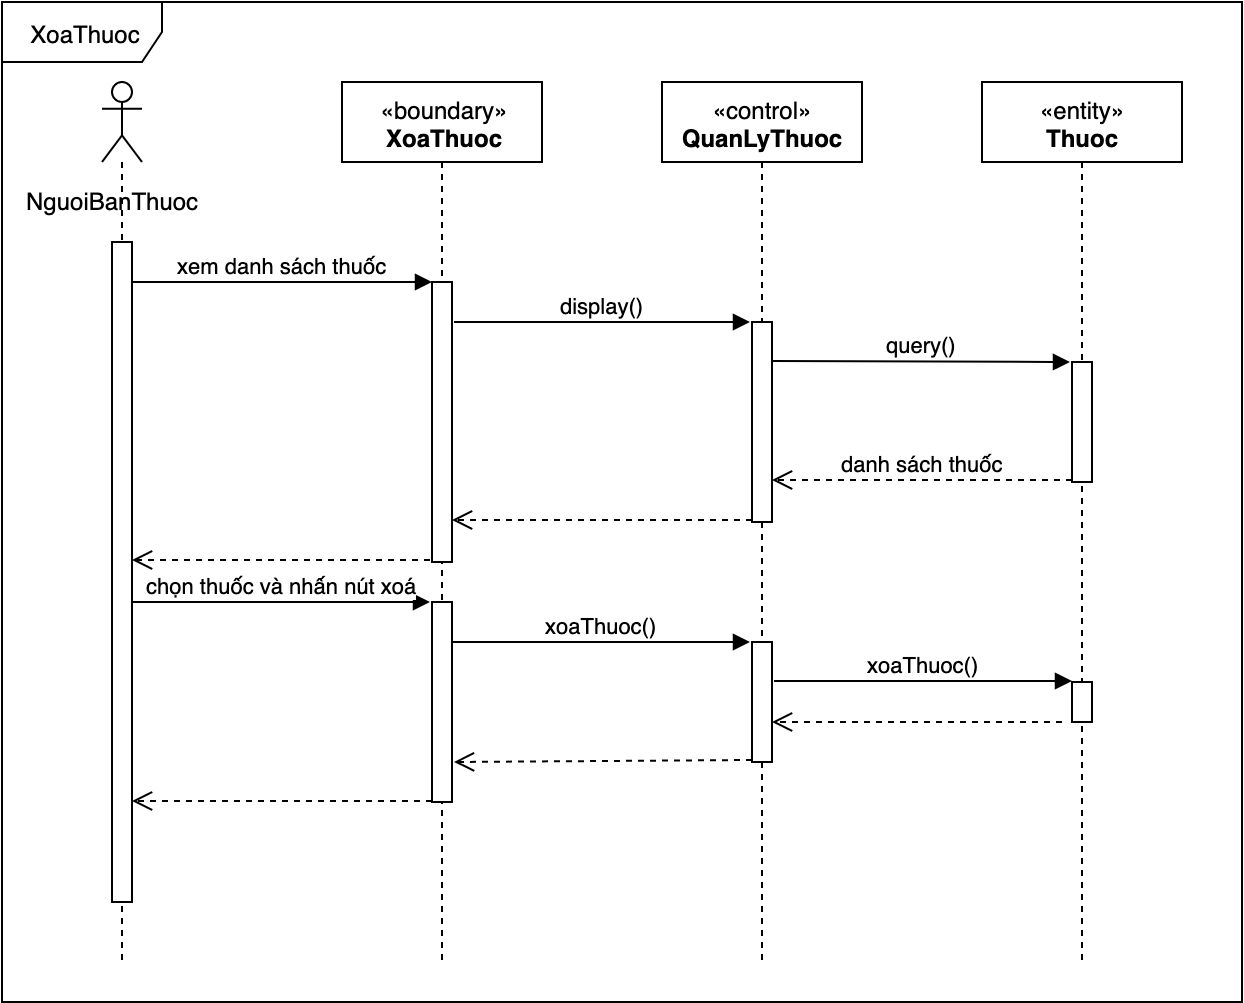 XoaThuoc
«boundary»
XoaThuoc
«control»
QuanLyThuoc
«entity»
Thuoc
NguoiBanThuoc
xem danh sách thuốc
display()
query()
danh sách thuốc
chọn thuốc và nhấn nút xoá
xoaThuoc()
xoaThuoc()